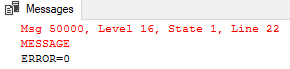 Messages
Msg 50000, Level 16, State 1, Line 22
MESSAGE
ERROR=0